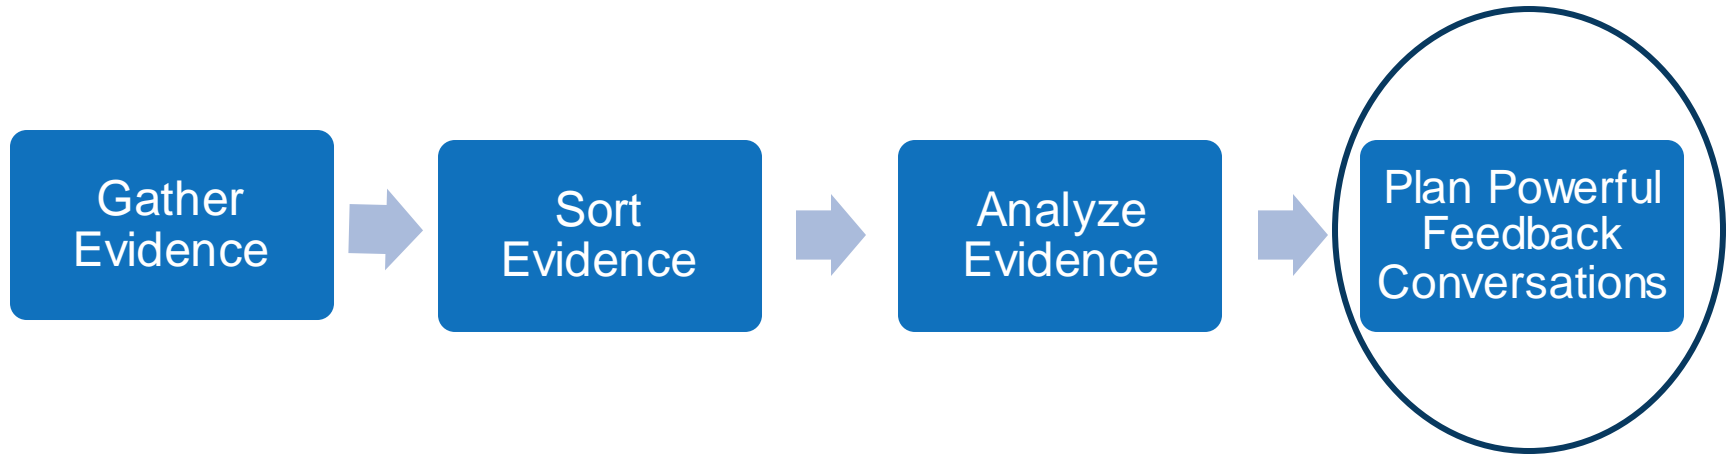 Gather
Evidence
Sort
Evidence
Analyze
Evidence
Plan Powerful
Feedback
Conversations